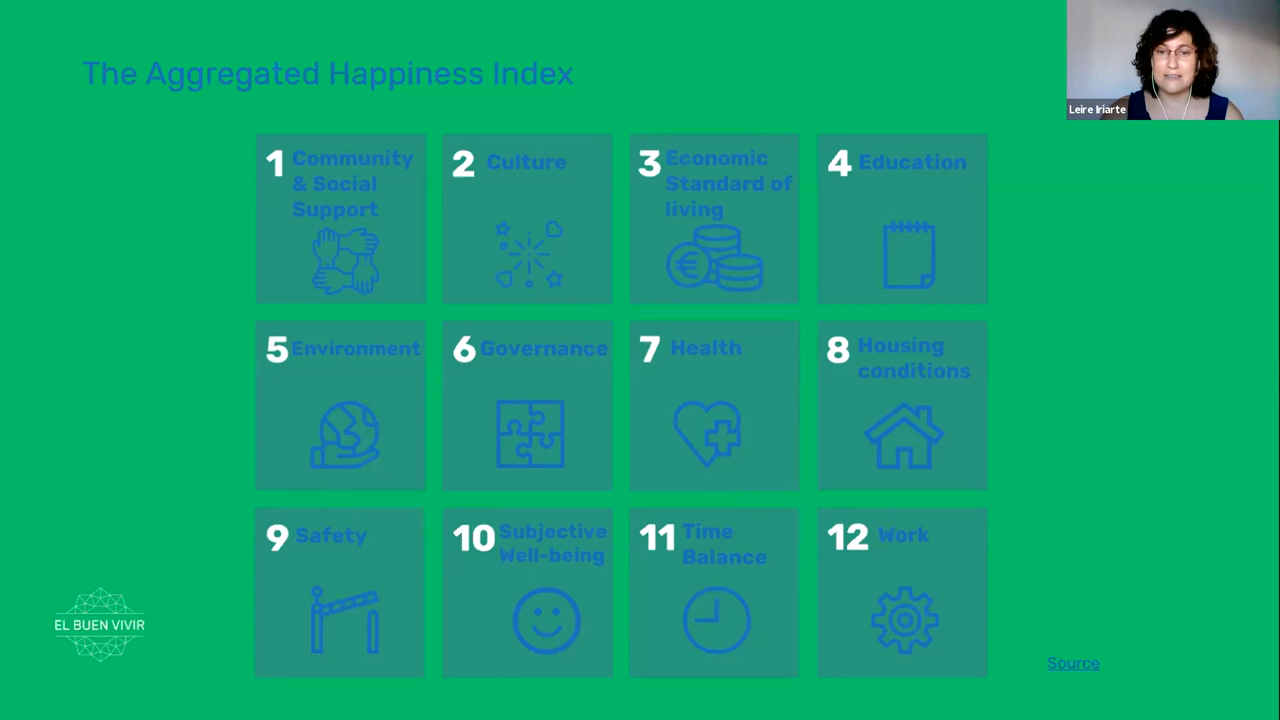 The Aggregated Happiness Index
Leire Iriarte
1 Community
& Social
Support
2 Culture
3 Economic
Standard of
living
€
4 Education
5 Environment
6 Governance
7 Health
8 Housing
conditions
9 Safety
10 Subjective
Well-being
11 Time
Balance
12 Work
EL BUEN VIVIR
Source